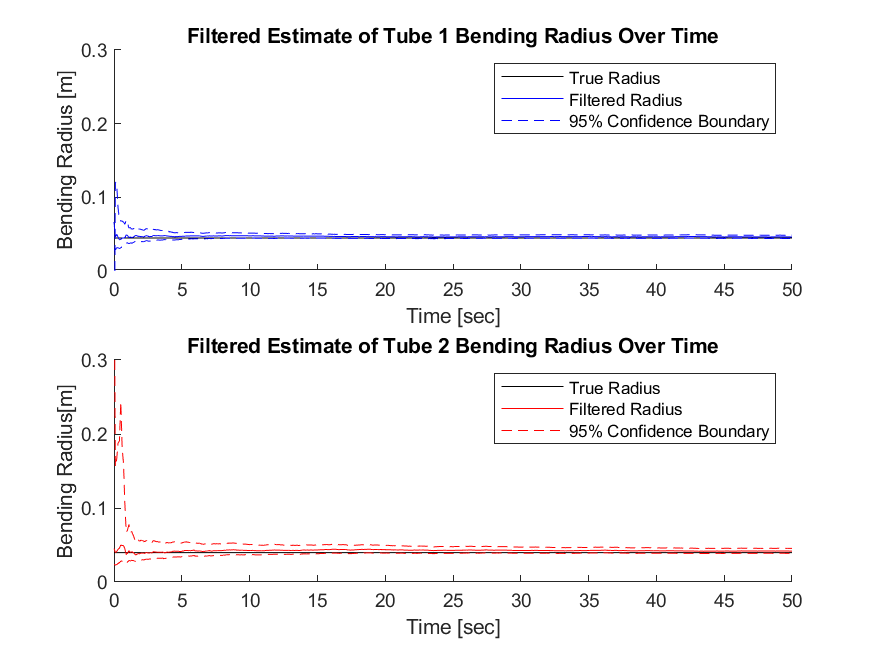 Filtered Estimate of Tube 1 Bending Radius Over Time
Bending Radius [m]
0.3
0.2
0.1
0
True Radius
Filtered Radius
95% Confidence Boundary
0 5 10 15 20 25 30 35 40 45 50
Time [sec]
Filtered Estimate of Tube 2 Bending Radius Over Time
Bending Radius[m]
0.3
0.2
0.1
0
True Radius
Filtered Radius
95% Confidence Boundary
0 5 10 15 20 25 30 35 40 45 50
Time [sec]